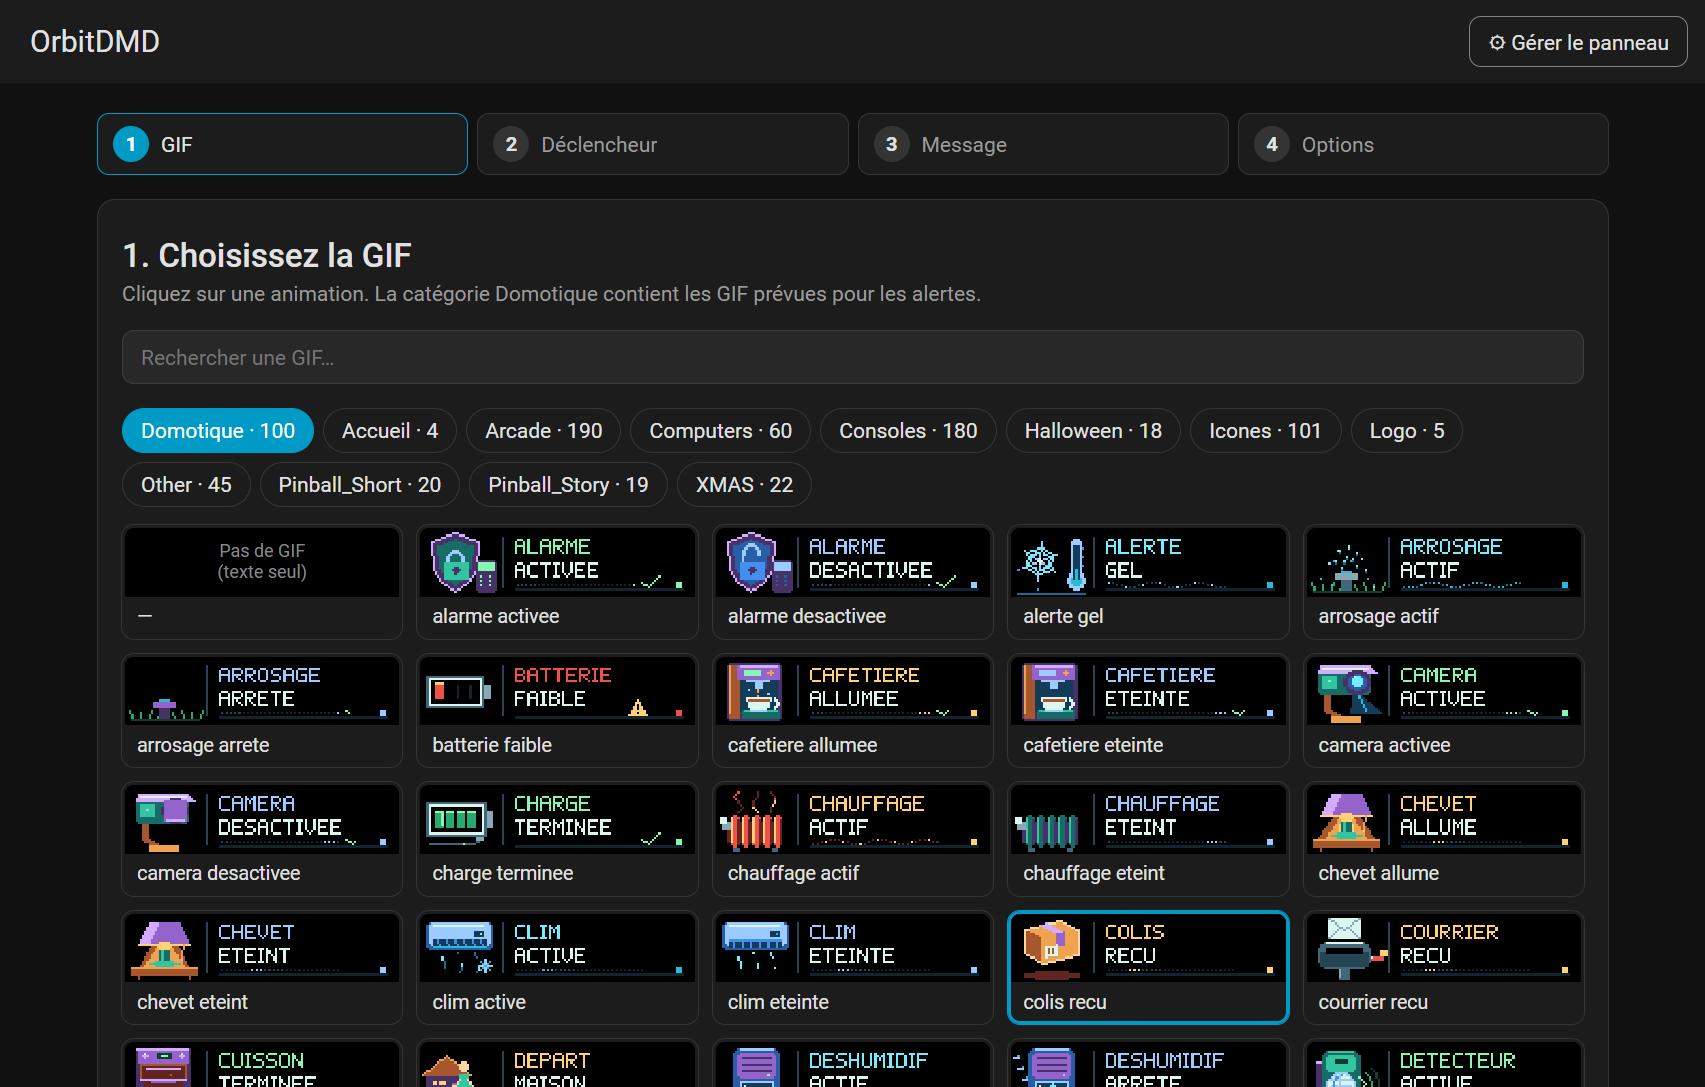 OrbitDMD
⚙ Gérer le panneau
1 GIF
2 Déclencheur
3 Message
4 Options
1. Choisissez la GIF
Cliquez sur une animation. La catégorie Domotique contient les GIF prévues pour les alertes.
Rechercher une GIF...
Domotique · 100
Accueil · 4
Arcade · 190
Computers · 60
Consoles · 180
Halloween · 18
Icones · 101
Logo · 5
Other · 45
Pinball_Short · 20
Pinball_Story · 19
XMAS · 22
Pas de GIF
(texte seul)
—
ALARME
ACTIVEE
alarme activee
ALARME
DESACTIVEE
alarme desactivee
ALERTE
GEL
alerte gel
ARROSAGE
ACTIF
arrosage actif
ARROSAGE
ARRETE
arrosage arrete
BATTERIE
FAIBLE
batterie faible
CAFETIERE
ALLUMEE
cafetiere allumee
CAFETIERE
ETEINTE
cafetiere eteinte
CAMERA
ACTIVEE
camera activee
CAMERA
DESACTIVEE
camera desactivee
CHARGE
TERMINEE
charge terminee
CHAUFFAGE
ACTIF
chauffage actif
CHAUFFAGE
ETEINT
chauffage eteint
CHEVET
ALLUME
chevet allume
CHEVET
ETEINT
chevet eteint
CLIM
ACTIVE
clim active
CLIM
ETEINTE
clim eteinte
COLIS
RECU
colis recu
COURRIER
RECU
courrier recu
CUISSON
TERMINEE
DEPART
MAISON
DESHUMIDIF
ACTIF
DESHUMIDIF
ARRETE
DETECTEUR
ACTIVE